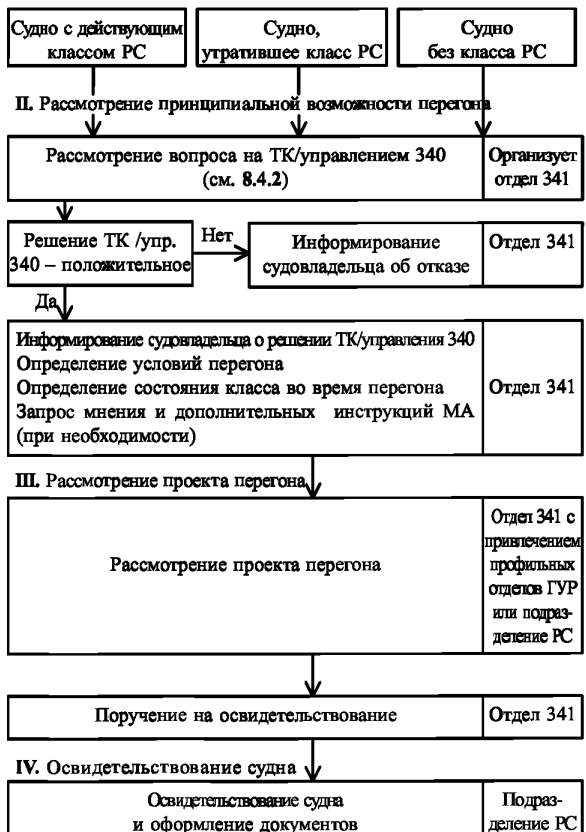 Судно с действующим
классом РС
Судно,
утратившее класс РС
Судно
без класса РС
II. Рассмотрение принципиальной возможности перегона
Рассмотрение вопроса на ТК/управлением 340
(см. 8.4.2)
Организует
отдел 341
Решение ТК /упр.
340 – положительное
Нет
Информирование
судовладельца об отказе
Отдел 341
Да
Информирование судовладельца о решении ТК/управления 340
Определение условий перегона
Определение состояния класса во время перегона
Запрос мнения и дополнительных инструкций МА
(при необходимости)
Отдел 341
III. Рассмотрение проекта перегона
Рассмотрение проекта перегона
Отдел 341 с
привлечением
профильных
отделов ГУР
или подраз-
деление РС
Поручение на освидетельствование
Отдел 341
IV. Освидетельствование судна
Освидетельствование судна
и оформление документов
Подраз-
деление РС